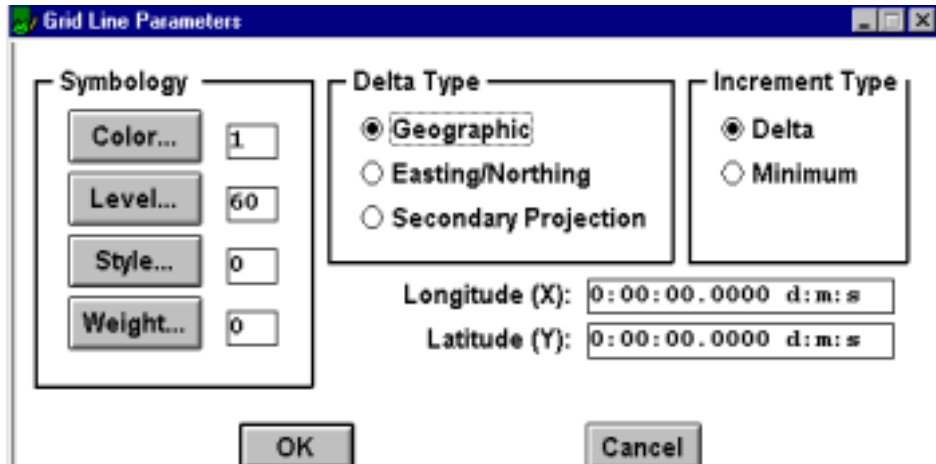 Grid Line Parameters
Symbology
Color... 1
Level... 60
Style... 0
Weight... 0
Delta Type
Geographic
Easting/Northing
Secondary Projection
Increment Type
Delta
Minimum
Longitude (X): 0:00:00.0000 d:m:s
Latitude (Y): 0:00:00.0000 d:m:s
OK
Cancel